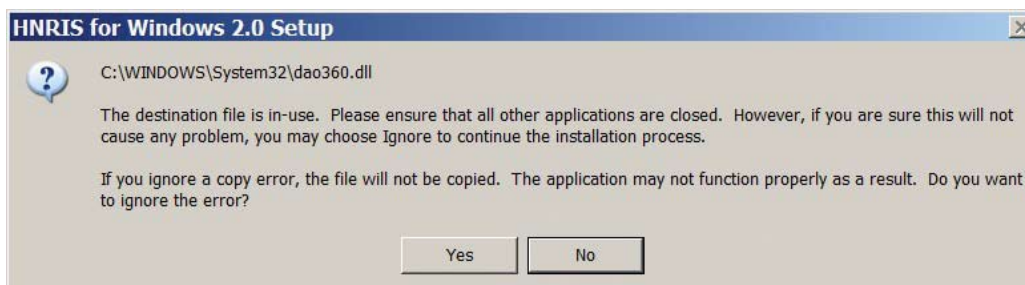 HNRIS for Windows 2.0 Setup
C:\WINDOWS\System32\dao360.dll
The destination file is in-use.  Please ensure that all other applications are closed.  However, if you are sure this will not
cause any problem, you may choose Ignore to continue the installation process.
If you ignore a copy error, the file will not be copied.  The application may not function properly as a result.  Do you want
to ignore the error?
Yes No